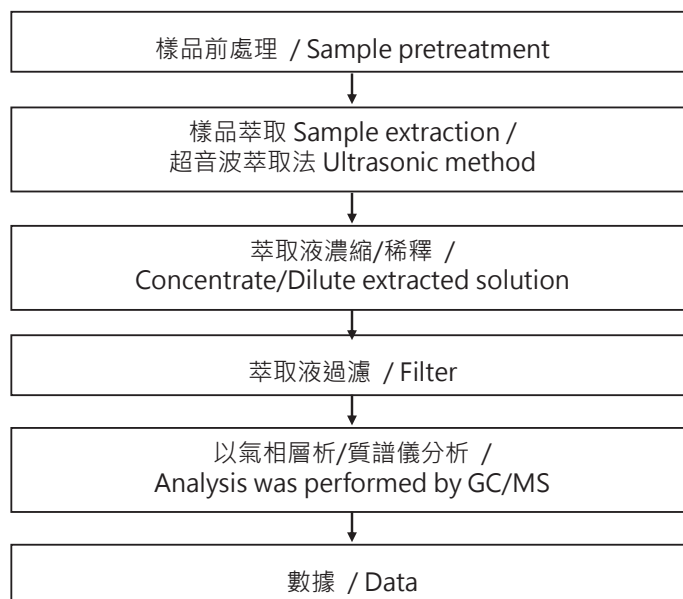 樣品前處理 / Sample pretreatment
樣品萃取 Sample extraction /
超音波萃取法 Ultrasonic method
萃取液濃縮/稀釋 /
Concentrate/Dilute extracted solution
萃取液過濾 / Filter
以氣相層析/質譜儀分析 /
Analysis was performed by GC/MS
數據 / Data